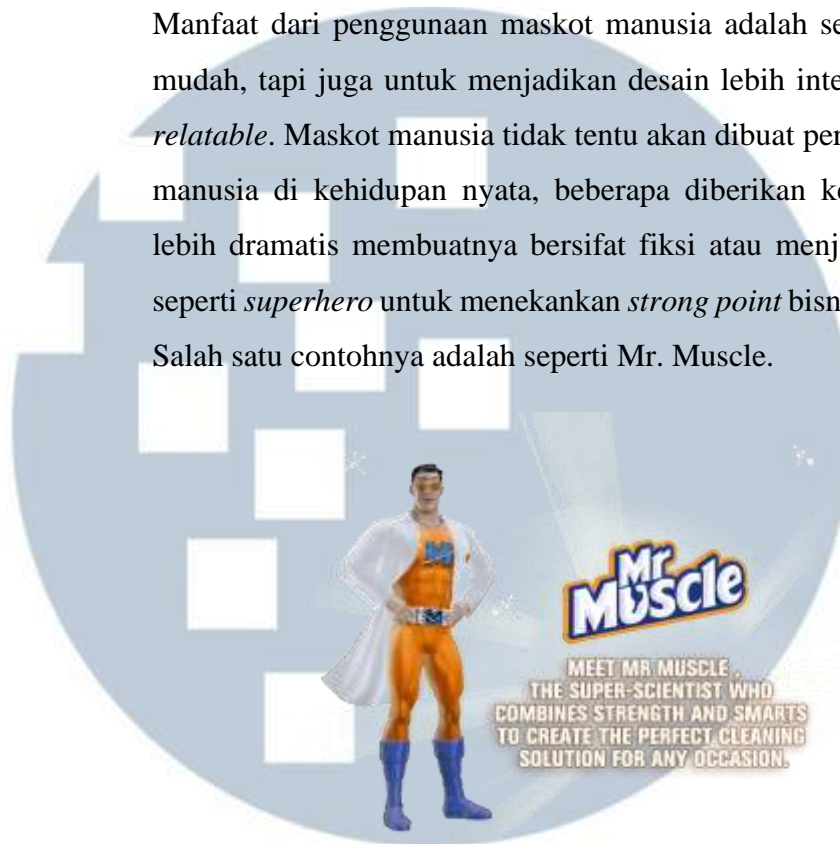 Manfaat dari penggunaan maskot manusia adalah se
mudah, tapi juga untuk menjadikan desain lebih inte
relatable. Maskot manusia tidak tentu akan dibuat per
manusia di kehidupan nyata, beberapa diberikan k
lebih dramatis membuatnya bersifat fiksi atau menj
seperti superhero untuk menekankan strong point bisn
Salah satu contohnya adalah seperti Mr. Muscle.
M
M
Mr
Muscle
MEET MR MUSCLE,
THE SUPER-SCIENTIST WHO
COMBINES STRENGTH AND SMARTS
TO CREATE THE PERFECT CLEANING
SOLUTION FOR ANY OCCASION.